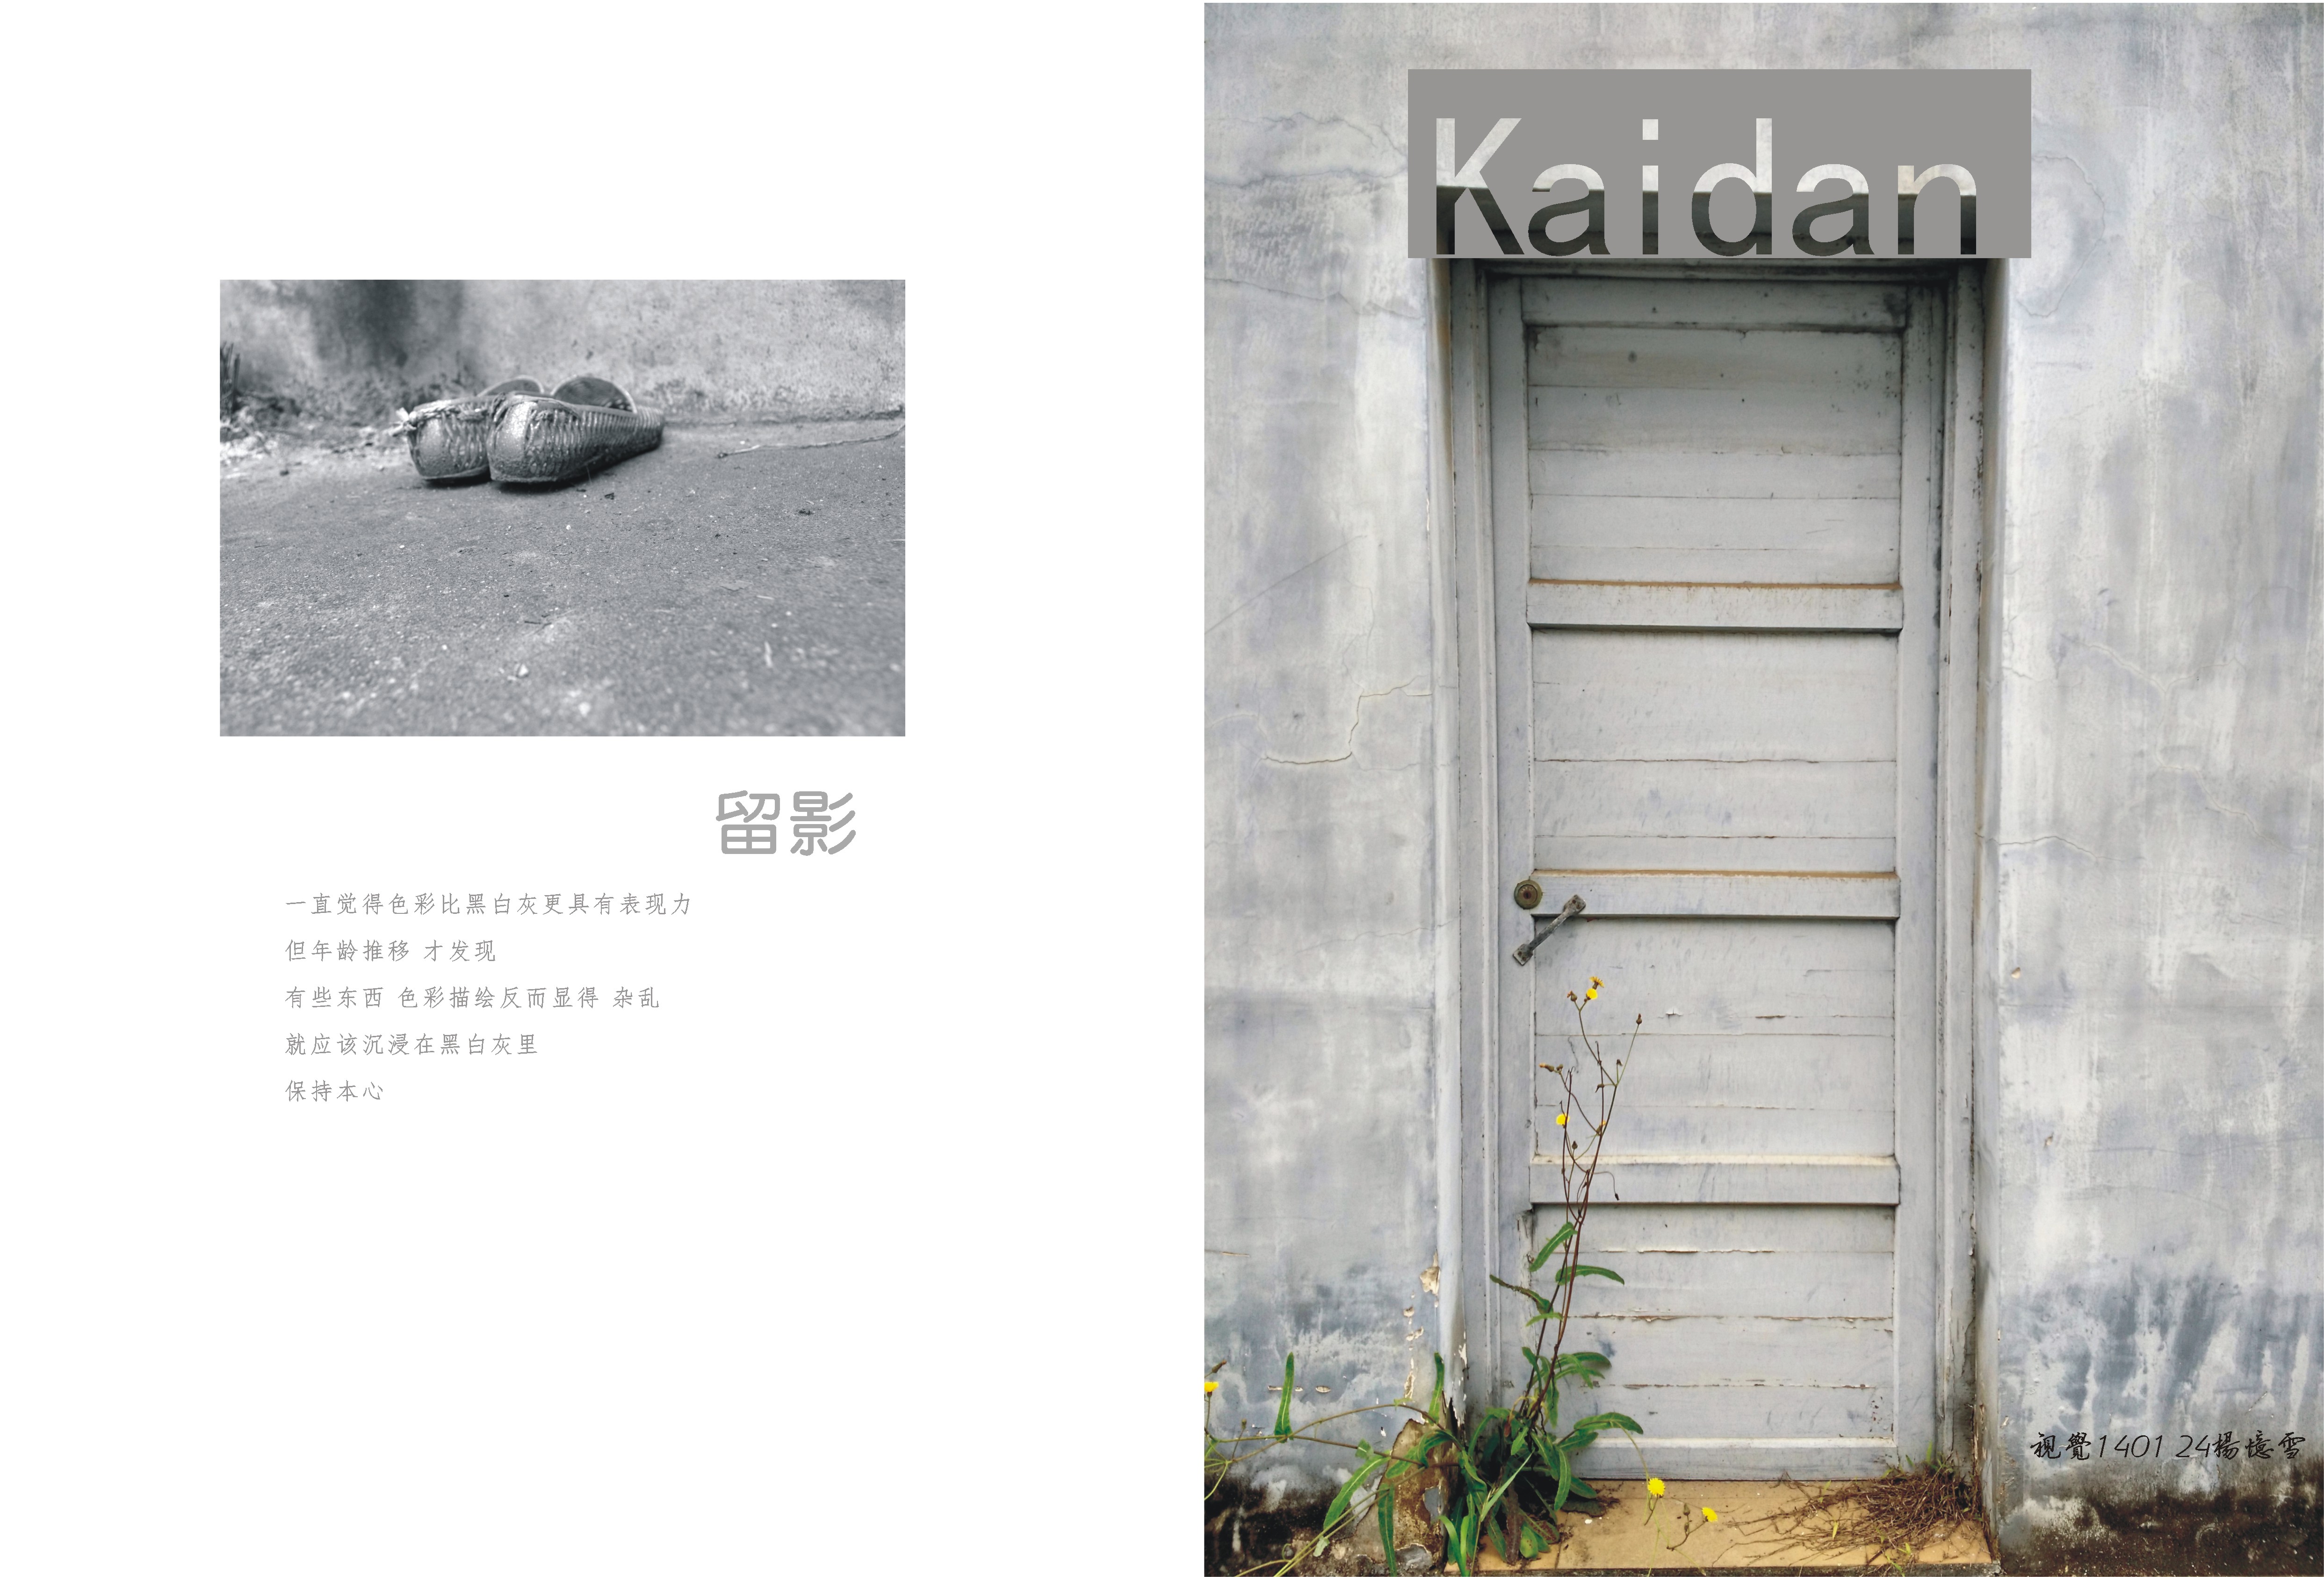 留影
一直觉得色彩比黑白灰更具有表现力
但年龄推移 才发现
有些东西 色彩描绘反而显得 杂乱
就应该沉浸在黑白灰里
保持本心
Kaidan
視覺1401 24楊憶雪